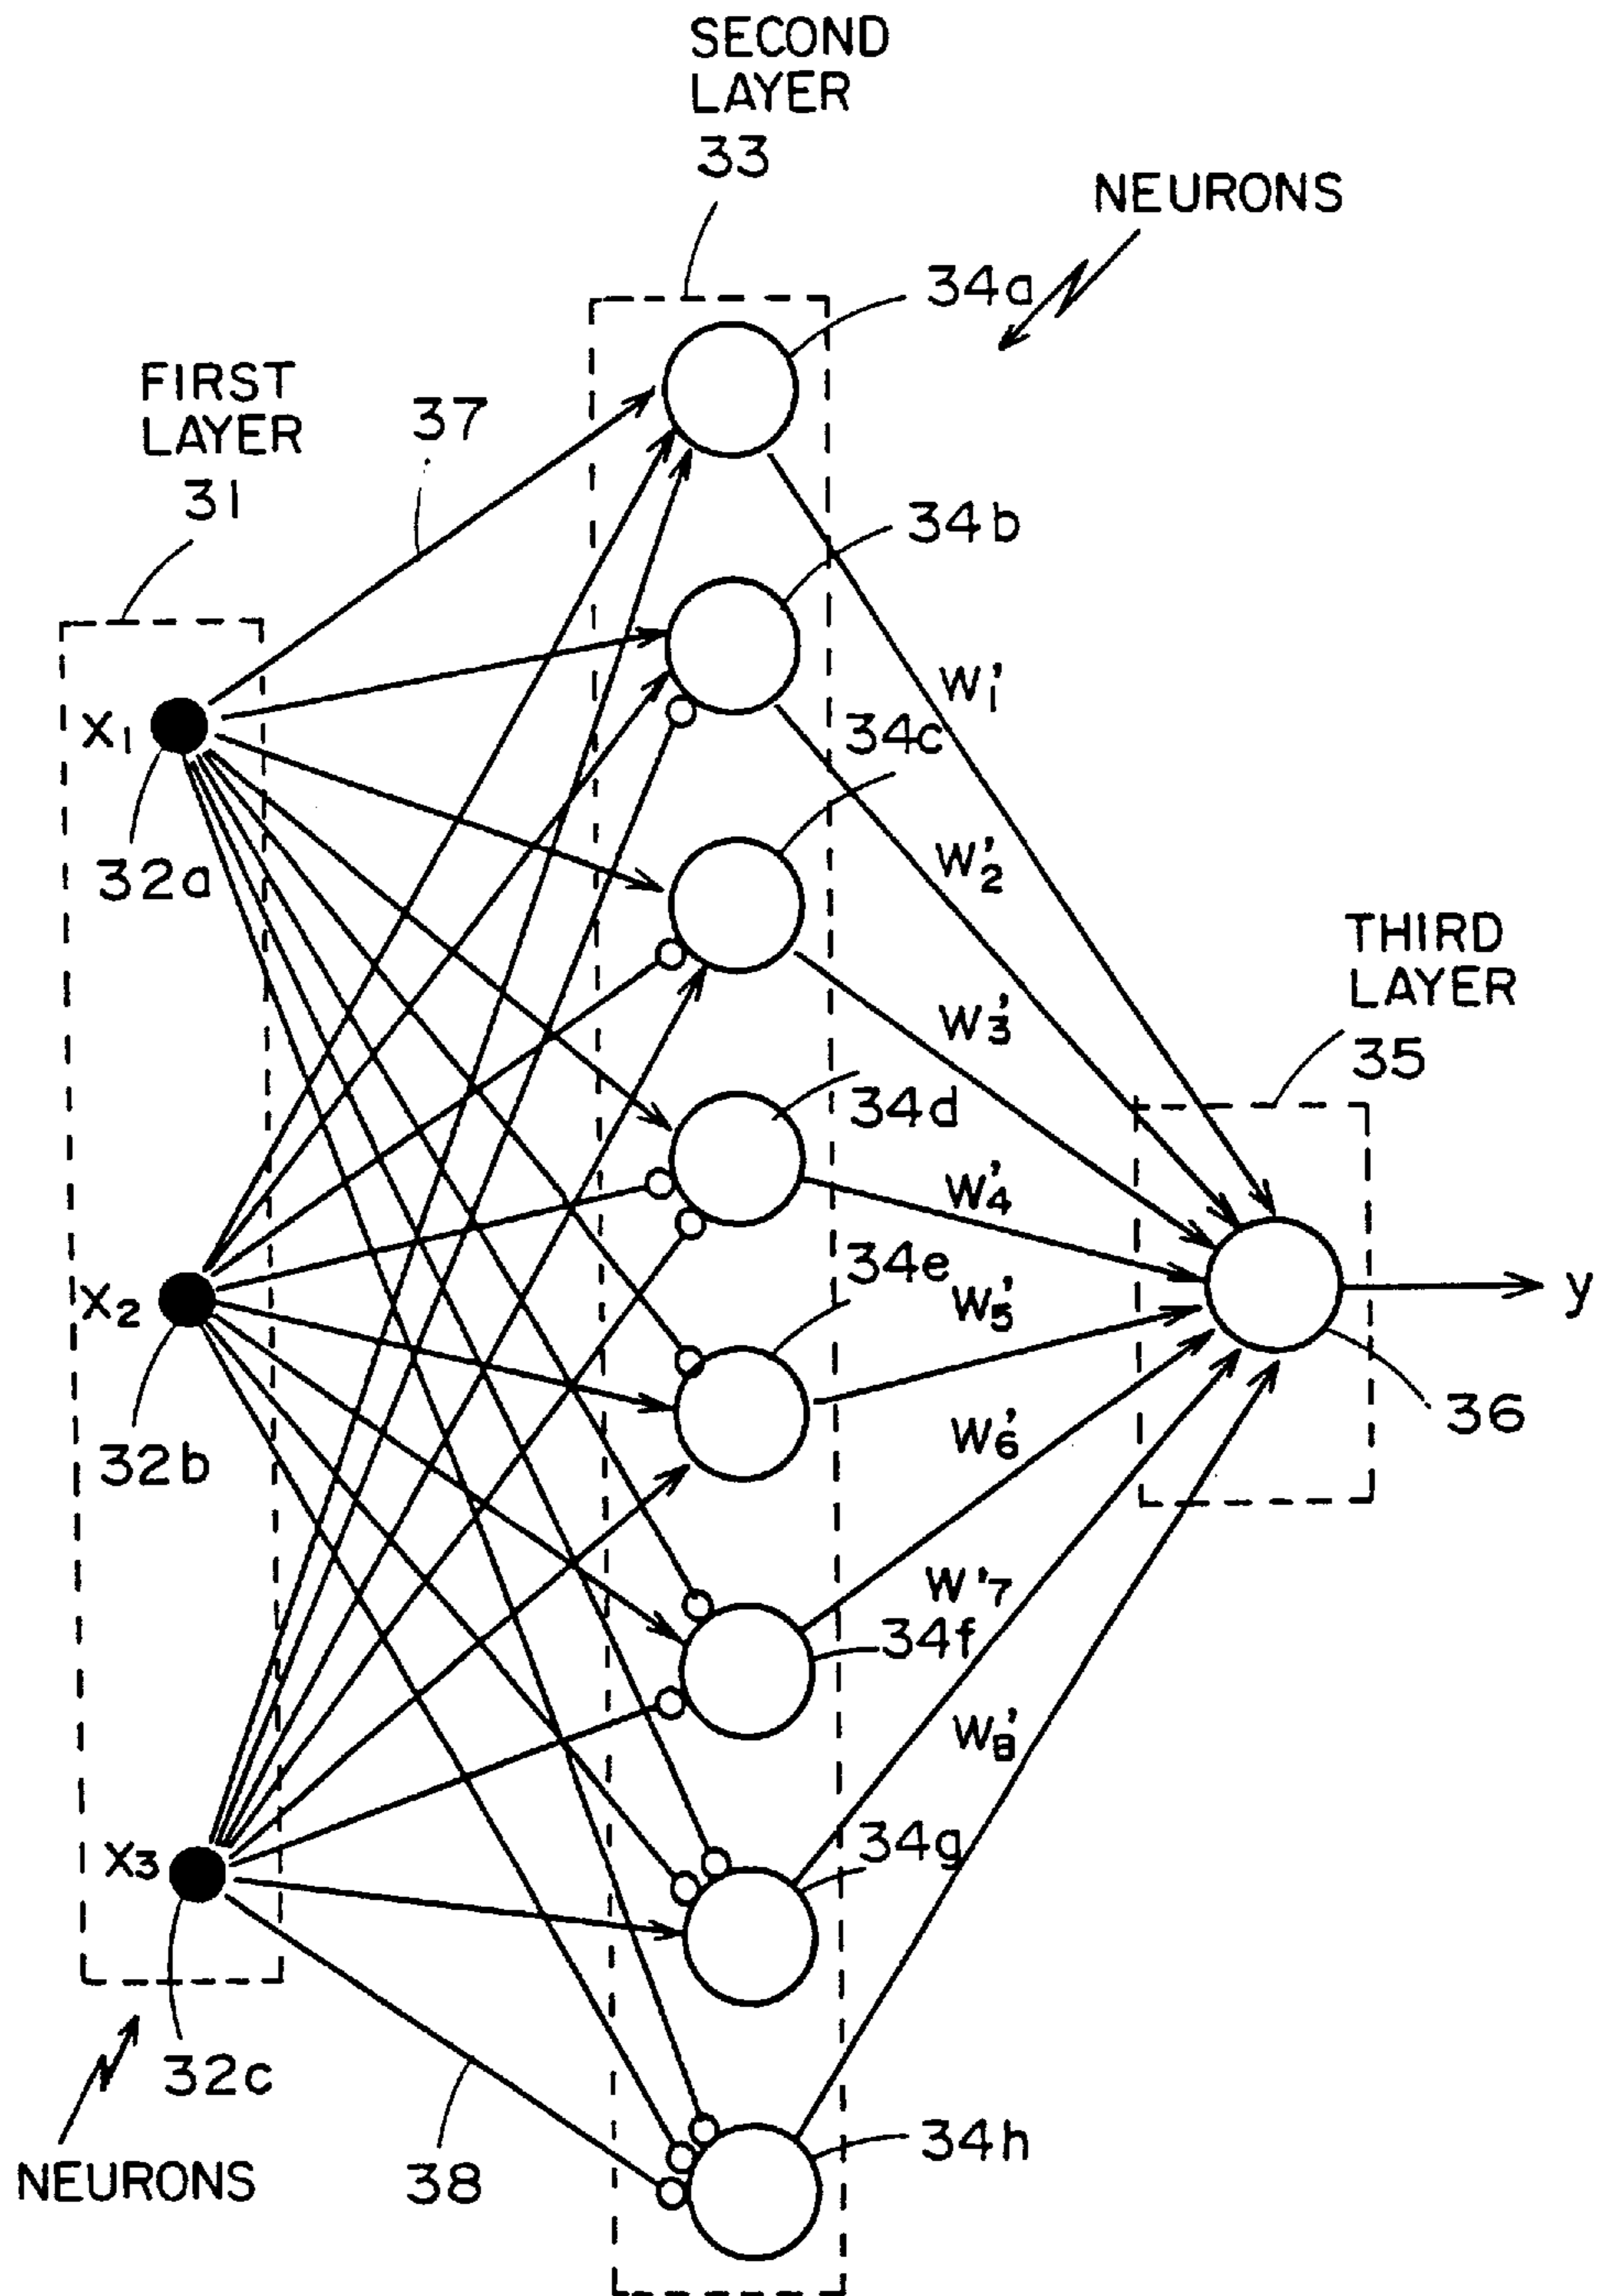 SECOND
LAYER
33
NEURONS
34a
FIRST
LAYER
31
37
34b
W'1
X1
34c
32a
W'2
THIRD
LAYER
35
W'3
34d
W'4
34e
X2
W'5
y
32b
36
W'6
W'7
34f
W'8
X3
34g
32c
NEURONS
38
34h